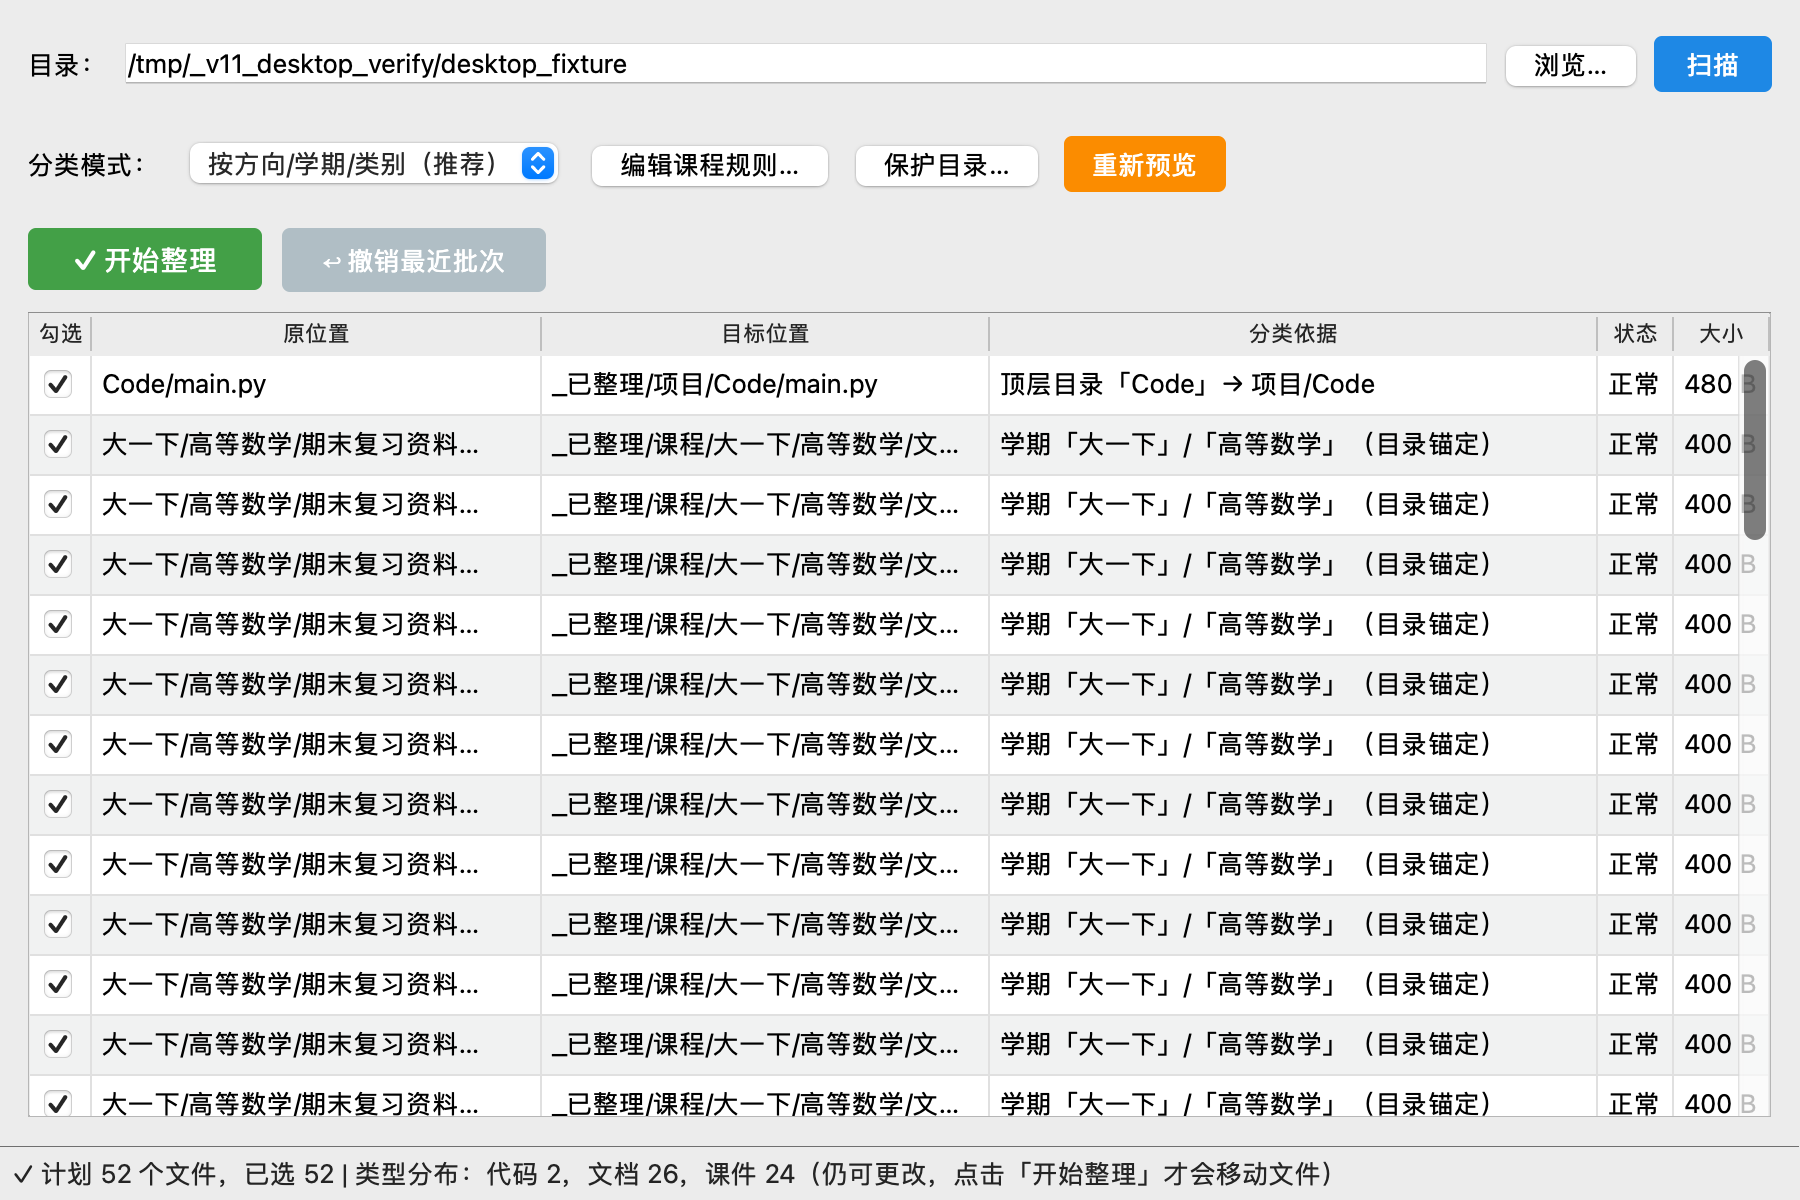 目录： /tmp/_v11_desktop_verify/desktop_fixture 浏览... 扫描
分类模式： 按方向/学期/类别（推荐） 编辑课程规则... 保护目录... 重新预览
✓ 开始整理 ↩ 撤销最近批次
勾选 原位置 目标位置 分类依据 状态 大小
Code/main.py _已整理/项目/Code/main.py 顶层目录「Code」→ 项目/Code 正常 480 B
大一下/高等数学/期末复习资料... _已整理/课程/大一下/高等数学/文... 学期「大一下」/「高等数学」（目录锚定） 正常 400 B
大一下/高等数学/期末复习资料... _已整理/课程/大一下/高等数学/文... 学期「大一下」/「高等数学」（目录锚定） 正常 400 B
大一下/高等数学/期末复习资料... _已整理/课程/大一下/高等数学/文... 学期「大一下」/「高等数学」（目录锚定） 正常 400 B
大一下/高等数学/期末复习资料... _已整理/课程/大一下/高等数学/文... 学期「大一下」/「高等数学」（目录锚定） 正常 400 B
大一下/高等数学/期末复习资料... _已整理/课程/大一下/高等数学/文... 学期「大一下」/「高等数学」（目录锚定） 正常 400 B
大一下/高等数学/期末复习资料... _已整理/课程/大一下/高等数学/文... 学期「大一下」/「高等数学」（目录锚定） 正常 400 B
大一下/高等数学/期末复习资料... _已整理/课程/大一下/高等数学/文... 学期「大一下」/「高等数学」（目录锚定） 正常 400 B
大一下/高等数学/期末复习资料... _已整理/课程/大一下/高等数学/文... 学期「大一下」/「高等数学」（目录锚定） 正常 400 B
大一下/高等数学/期末复习资料... _已整理/课程/大一下/高等数学/文... 学期「大一下」/「高等数学」（目录锚定） 正常 400 B
大一下/高等数学/期末复习资料... _已整理/课程/大一下/高等数学/文... 学期「大一下」/「高等数学」（目录锚定） 正常 400 B
大一下/高等数学/期末复习资料... _已整理/课程/大一下/高等数学/文... 学期「大一下」/「高等数学」（目录锚定） 正常 400 B
大一下/高等数学/期末复习资料... _已整理/课程/大一下/高等数学/文... 学期「大一下」/「高等数学」（目录锚定） 正常 400 B
✓ 计划 52 个文件，已选 52 | 类型分布：代码 2，文档 26，课件 24（仍可更改，点击「开始整理」才会移动文件）